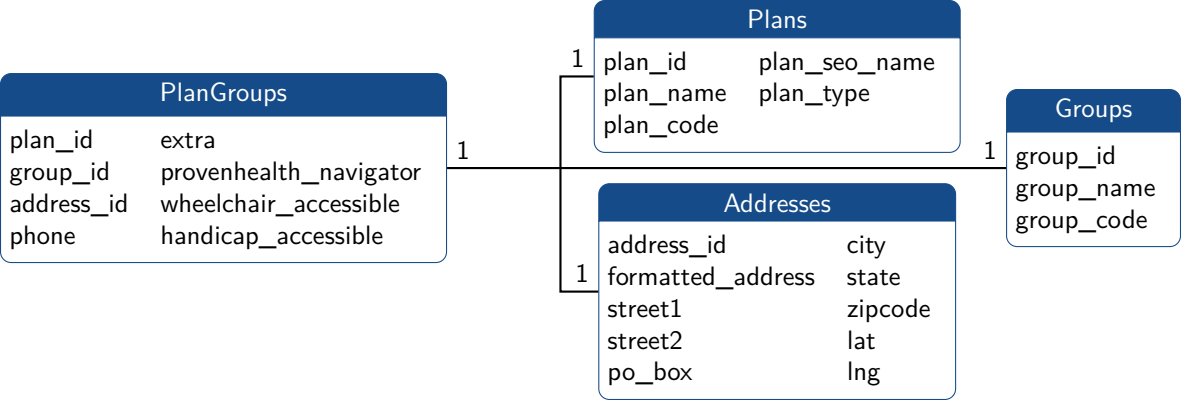 PlanGroups
plan_id extra
group_id provenhealth_navigator
address_id wheelchair_accessible
phone handicap_accessible
1
1
Plans
plan_id plan_seo_name
plan_name plan_type
plan_code
1
Addresses
address_id city
formatted_address state
street1 zipcode
street2 lat
po_box lng
1
Groups
group_id
group_name
group_code